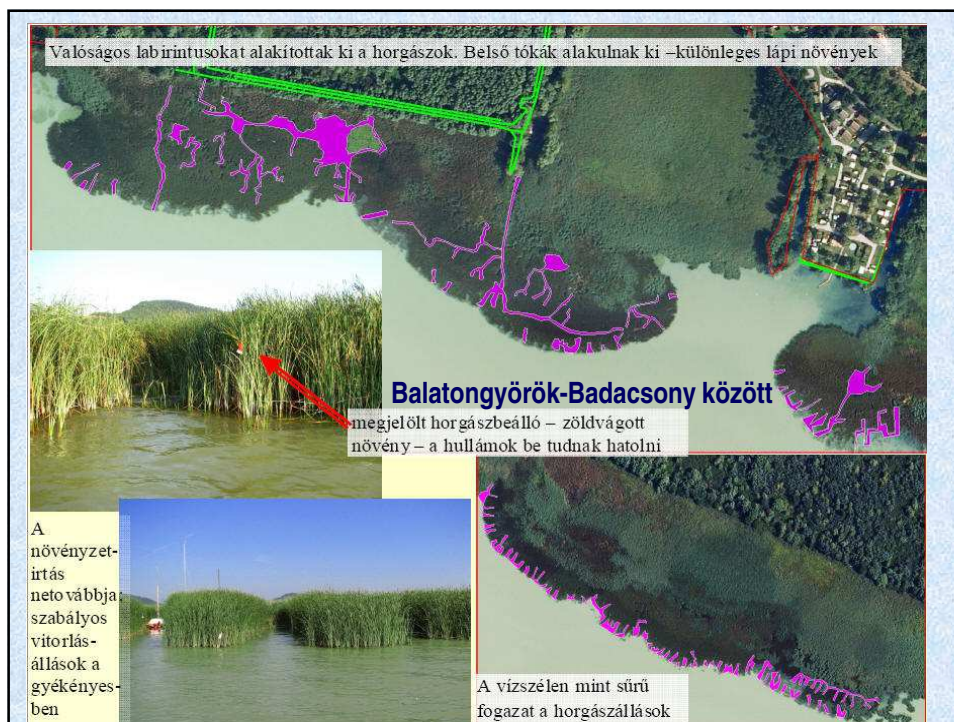 Valóságos labirintusokat alakítottak ki a horgászok. Belső tókák alakulnak ki –különleges lápi növények
Balatongyörök-Badacsony között
megjelölt horgászbeálló – zöldvágott
növény – a hullámok be tudnak hatolni
A
növényzet-
irtás
netovábbja:
szabályos
vitorlás-
állások a
gyékényes-
ben
A vízszélen mint sűrű
fogazat a horgászállások